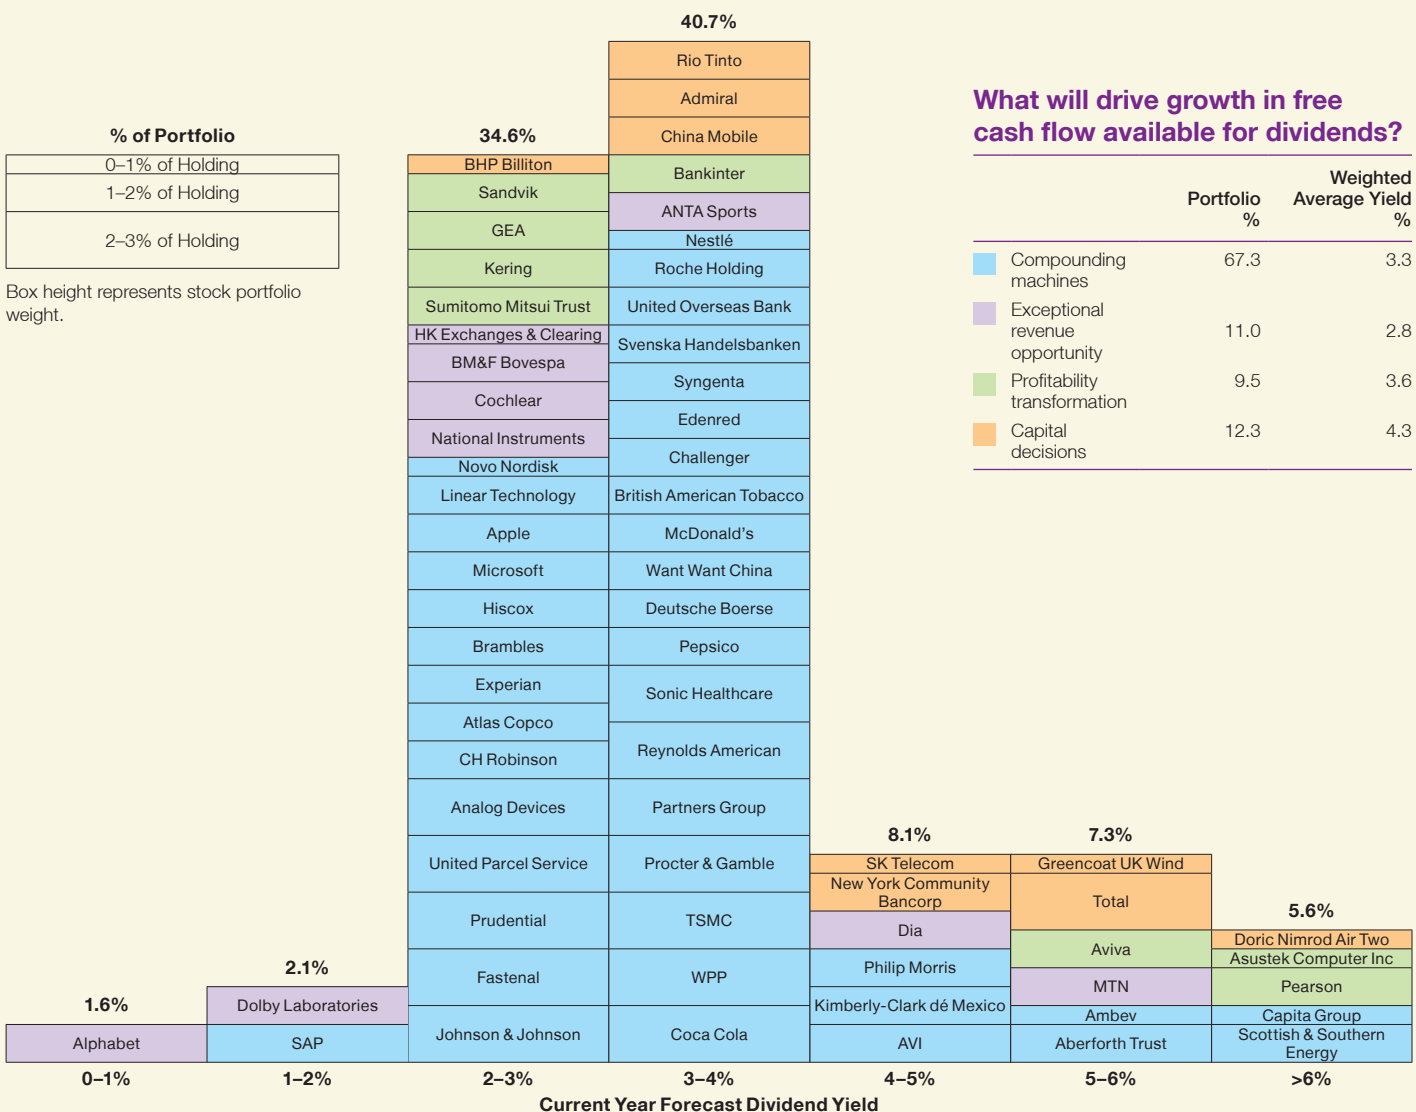 % of Portfolio
0–1% of Holding
1–2% of Holding
2–3% of Holding
Box height represents stock portfolio
weight.
What will drive growth in free
cash flow available for dividends?
Portfolio
%
Weighted
Average Yield
%
Compounding
machines
67.3
3.3
Exceptional
revenue
opportunity
11.0
2.8
Profitability
transformation
9.5
3.6
Capital
decisions
12.3
4.3
1.6%
Alphabet
0–1%
2.1%
Dolby Laboratories
SAP
1–2%
34.6%
BHP Billiton
Sandvik
GEA
Kering
Sumitomo Mitsui Trust
HK Exchanges & Clearing
BM&F Bovespa
Cochlear
National Instruments
Novo Nordisk
Linear Technology
Apple
Microsoft
Hiscox
Brambles
Experian
Atlas Copco
CH Robinson
Analog Devices
United Parcel Service
Prudential
Fastenal
Johnson & Johnson
2–3%
40.7%
Rio Tinto
Admiral
China Mobile
Bankinter
ANTA Sports
Nestlé
Roche Holding
United Overseas Bank
Svenska Handelsbanken
Syngenta
Edenred
Challenger
British American Tobacco
McDonald's
Want Want China
Deutsche Boerse
Pepsico
Sonic Healthcare
Reynolds American
Partners Group
Procter & Gamble
TSMC
WPP
Coca Cola
3–4%
8.1%
SK Telecom
New York Community
Bancorp
Dia
Philip Morris
Kimberly-Clark dé Mexico
AVI
4–5%
7.3%
Greencoat UK Wind
Total
Aviva
MTN
Ambev
Aberforth Trust
5–6%
5.6%
Doric Nimrod Air Two
Asustek Computer Inc
Pearson
Capita Group
Scottish & Southern
Energy
>6%
Current Year Forecast Dividend Yield